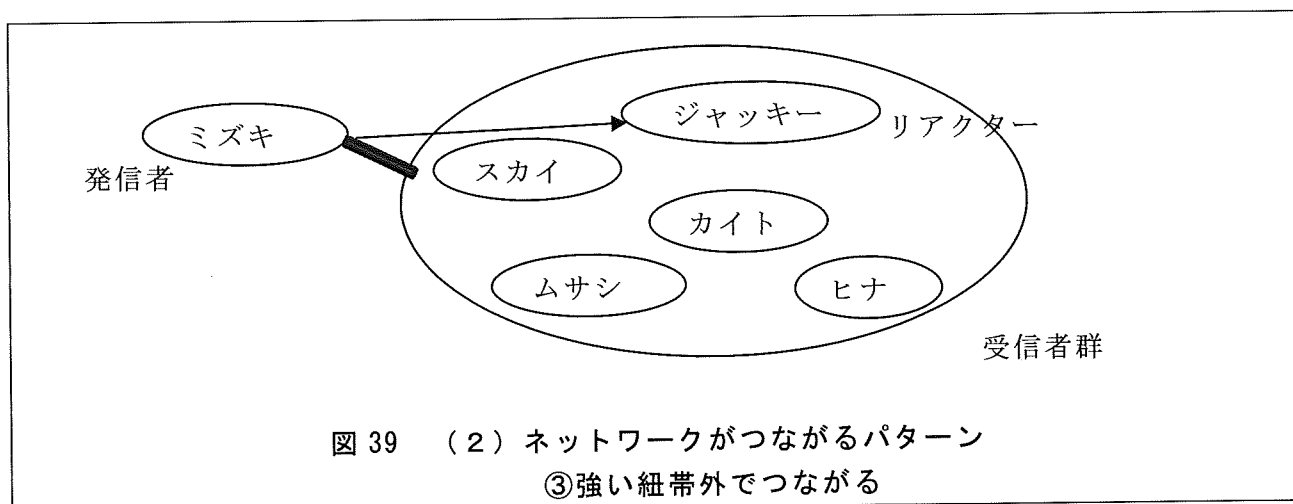 ジャッキー
リアクター
ミズキ
発信者
スカイ
カイト
ムサシ
ヒナ
受信者群
図39 (2)ネットワークがつながるパターン
③強い紐帯外でつながる